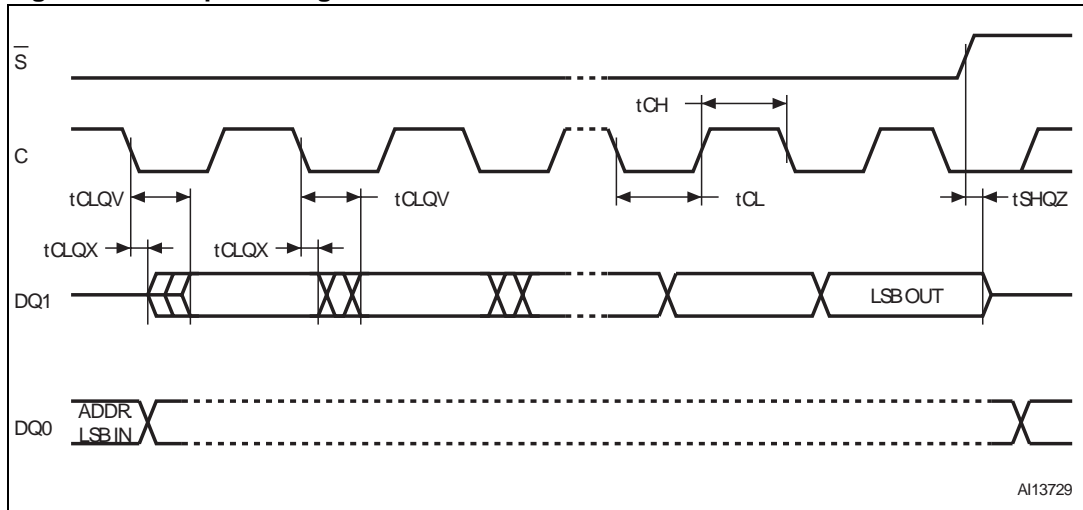 S
tCH
C
tCLQV
tCLQV
tCL
tSHQZ
tCLQX
tCLQX
DQ1
LSB OUT
ADDR.
LSB IN
DQ0
AI13729